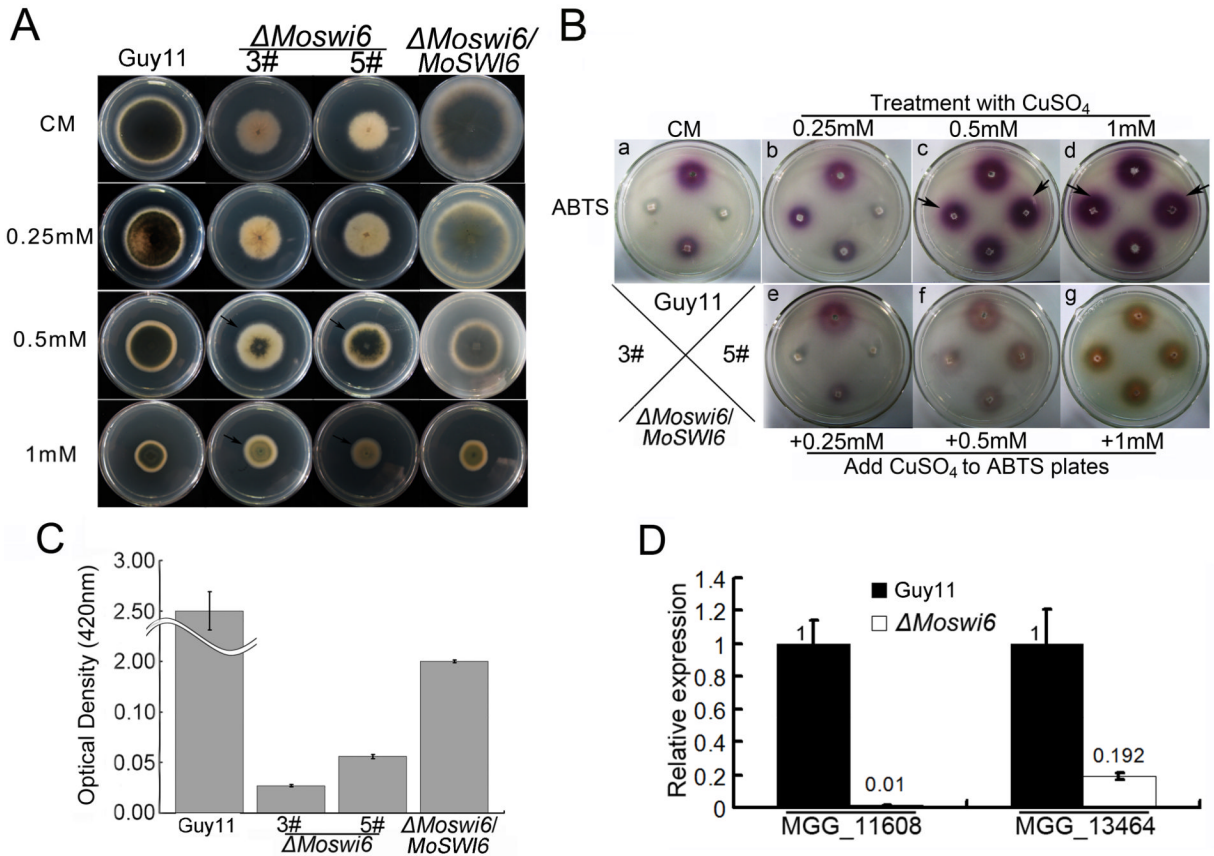 A
Guy11
ΔMoswi6
3#
5#
ΔMoswi6/
MoSWI6
CM
0.25mM
0.5mM
1mM
B
Treatment with CuSO4
CM
0.25mM
0.5mM
1mM
ABTS
a
b
c
d
Guy11
3#
5#
ΔMoswi6/
MoSWI6
e
f
g
+0.25mM
+0.5mM
+1mM
Add CuSO4 to ABTS plates
C
Optical Density (420nm)
3.00
2.50
2.00
0.10
0.05
0.00
Guy11
3#
5#
ΔMoswi6
ΔMoswi6/
MoSWI6
D
Relative expression
1.4
1.2
1
0.8
0.6
0.4
0.2
0
Guy11
ΔMoswi6
1
0.01
1
0.192
MGG_11608
MGG_13464